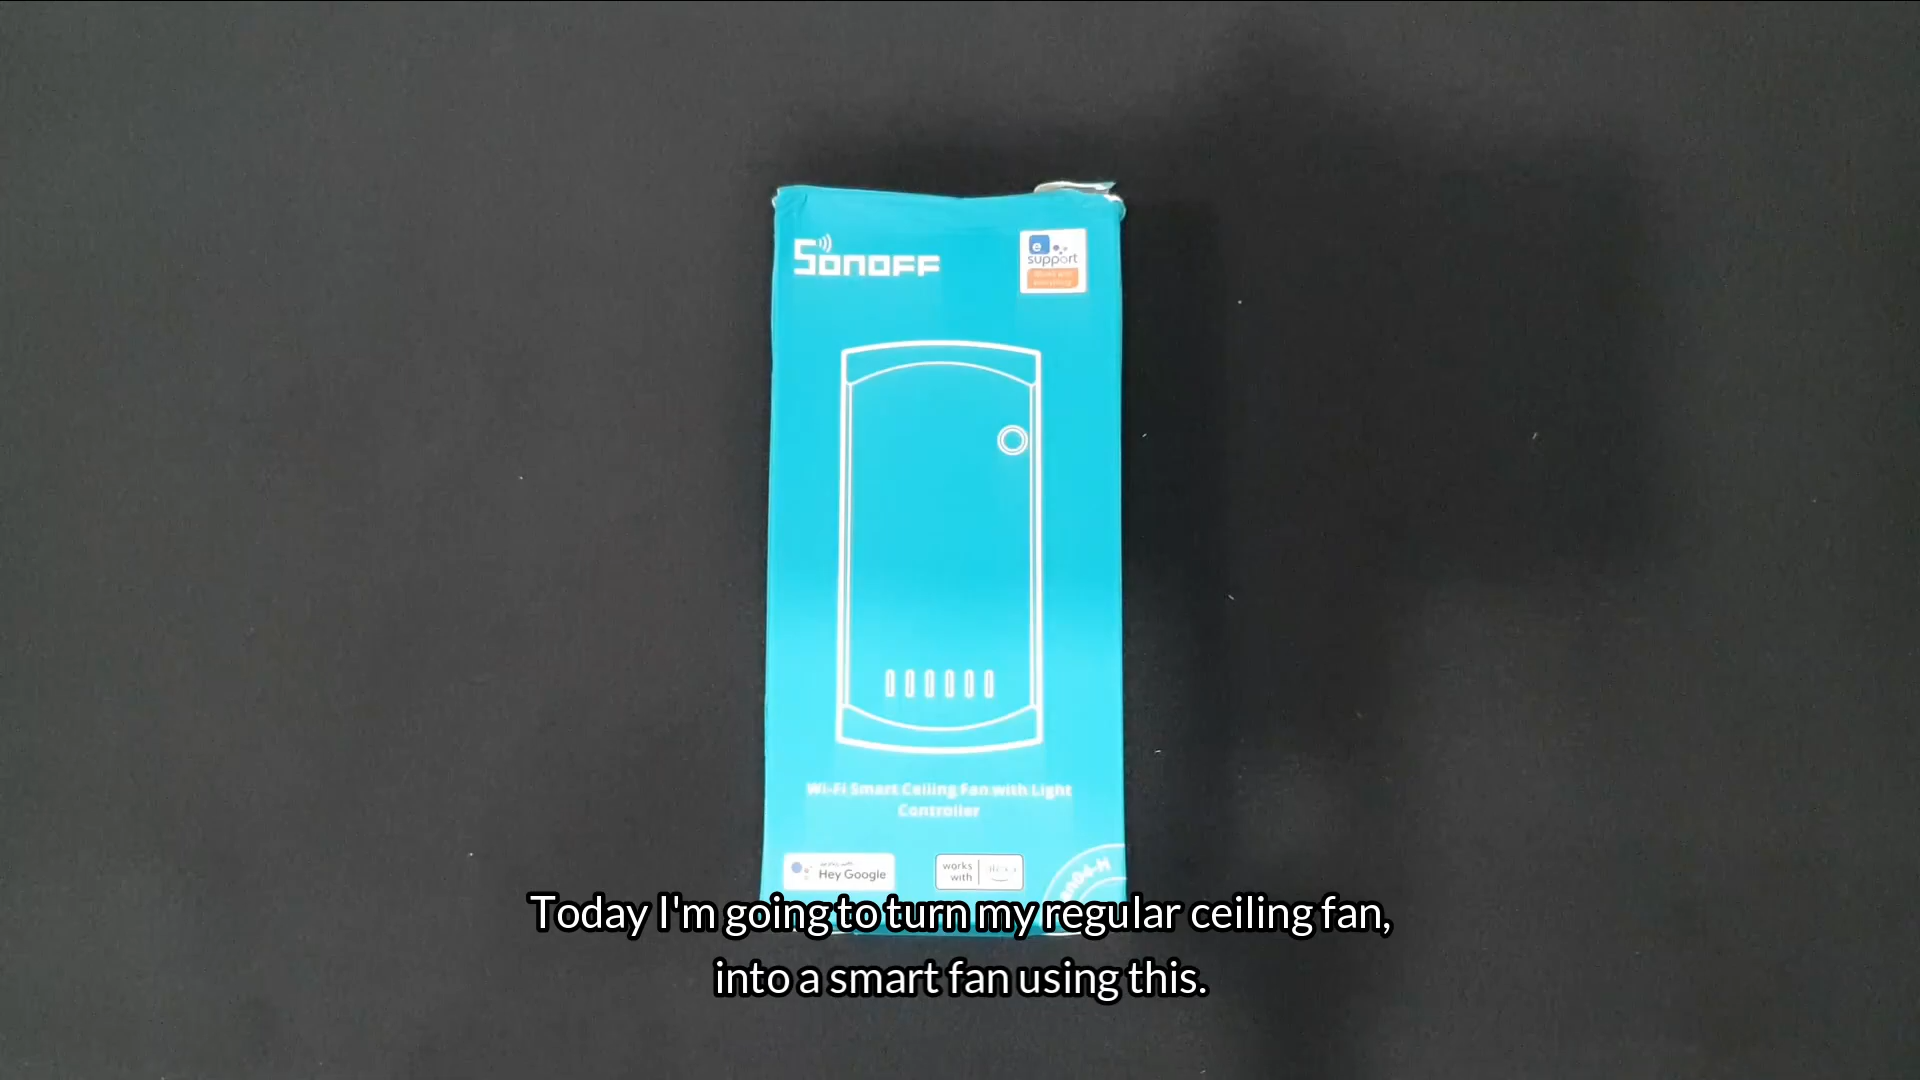 SONOFF
e
support
Wi-Fi Smart Ceiling Fan with Light
Controller
Hey Google
works
with
Today I'm going to turn my regular ceiling fan,
into a smart fan using this.